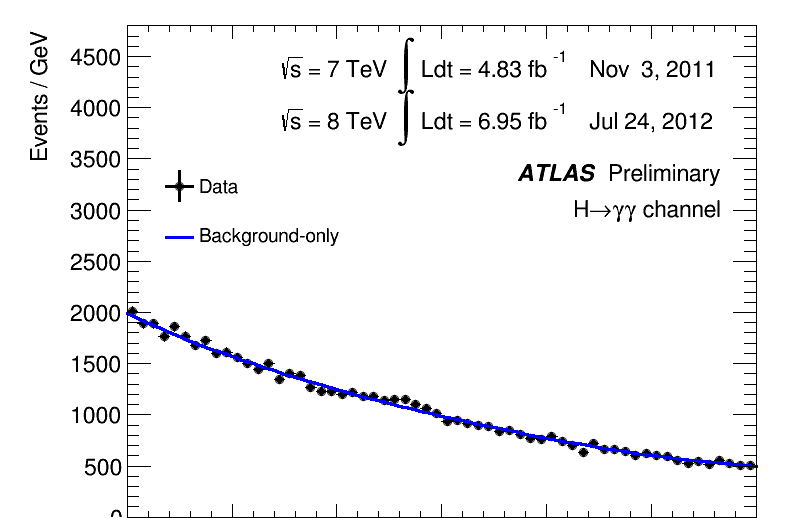 Events / GeV
4500
4000
3500
3000
2500
2000
1500
1000
500
0
√s = 7 TeV ∫ Ldt = 4.83 fb⁻¹ Nov 3, 2011
√s = 8 TeV ∫ Ldt = 6.95 fb⁻¹ Jul 24, 2012
ATLAS Preliminary
H→γγ channel
Data
Background-only